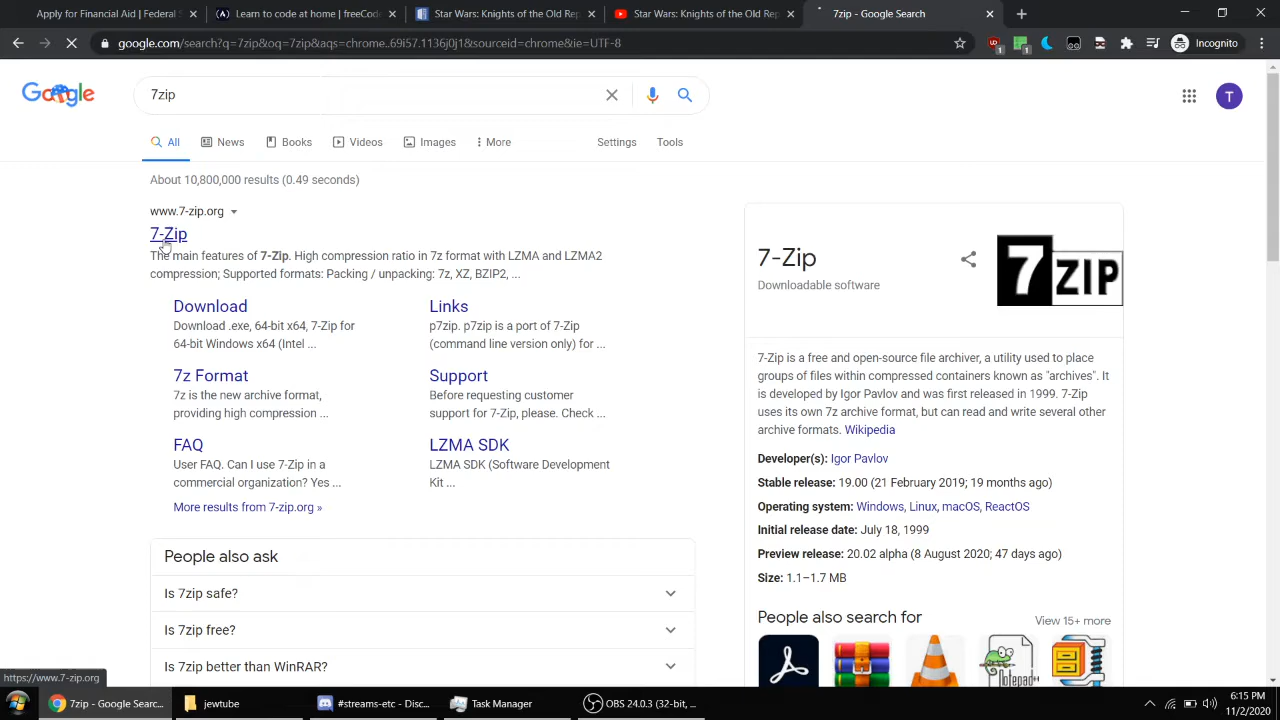 Apply for Financial Aid | Federal S
Learn to code at home | freeCode
Star Wars: Knights of the Old Rep
Star Wars: Knights of the Old Rep
7zip - Google Search
google.com/search?q=7zip&oq=7zip&aqs=chrome..69i57.1136j0j1&sourceid=chrome&ie=UTF-8
1
1
Incognito
Google
7zip
T
All
News
Books
Videos
Images
More
Settings
Tools
About 10,800,000 results (0.49 seconds)
www.7-zip.org
7-Zip
The main features of 7-Zip. High compression ratio in 7z format with LZMA and LZMA2
compression; Supported formats: Packing / unpacking: 7z, XZ, BZIP2, ...
Download
Download .exe, 64-bit x64, 7-Zip for
64-bit Windows x64 (Intel ...
Links
p7zip. p7zip is a port of 7-Zip
(command line version only) for ...
7z Format
7z is the new archive format,
providing high compression ...
Support
Before requesting customer
support for 7-Zip, please. Check ...
FAQ
User FAQ. Can I use 7-Zip in a
commercial organization? Yes ...
LZMA SDK
LZMA SDK (Software Development
Kit ...
More results from 7-zip.org »
People also ask
Is 7zip safe?
Is 7zip free?
Is 7zip better than WinRAR?
7-Zip
Downloadable software
7 ZIP
7-Zip is a free and open-source file archiver, a utility used to place
groups of files within compressed containers known as "archives". It
is developed by Igor Pavlov and was first released in 1999. 7-Zip
uses its own 7z archive format, but can read and write several other
archive formats. Wikipedia
Developer(s): Igor Pavlov
Stable release: 19.00 (21 February 2019; 19 months ago)
Operating system: Windows, Linux, macOS, ReactOS
Initial release date: July 18, 1999
Preview release: 20.02 alpha (8 August 2020; 47 days ago)
Size: 1.1–1.7 MB
People also search for
View 15+ more
Notepad++
https://www.7-zip.org
7zip - Google Searc...
jewtube
#streams-etc - Disc...
Task Manager
OBS 24.0.3 (32-bit, ...
6:15 PM
11/2/2020